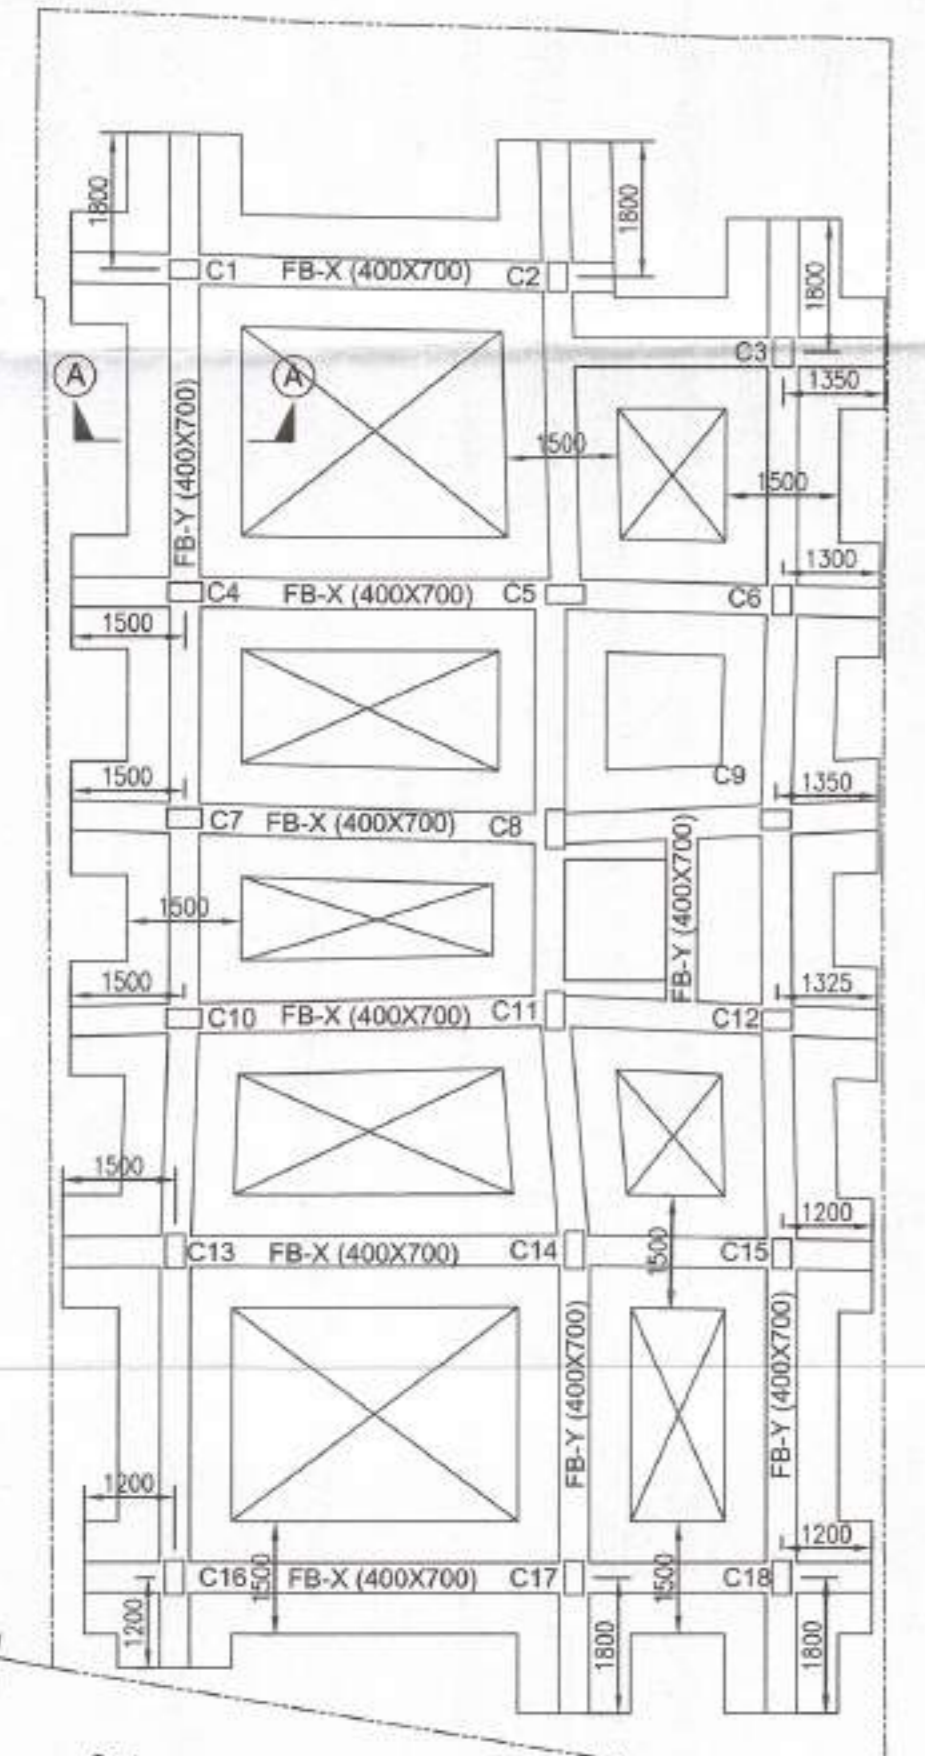 1800
1800
C1 FB-X (400X700) C2
1800
C3
A A
1350
FB-Y (400X700)
1500
1500
1300
C4 FB-X (400X700) C5 C6
1500
C9
1500 1350
C7 FB-X (400X700) C8
FB-Y (400X700)
1500
1500 1325
C10 FB-X (400X700) C11 C12
1500
1200
C13 FB-X (400X700) C14 1500 C15
FB-Y (400X700)
FB-Y (400X700)
1200
1200
C16 1500 FB-X (400X700) C17 1500 C18
1200
1800
1800